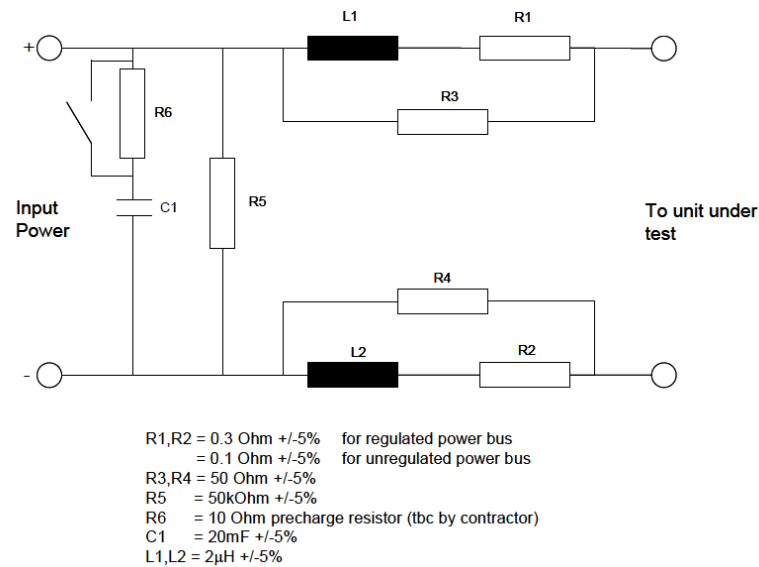 L1
R1
+
R3
R6
C1
R5
Input
Power
To unit under
test
R4
-
L2
R2
R1,R2 = 0.3 Ohm +/-5% for regulated power bus
= 0.1 Ohm +/-5% for unregulated power bus
R3,R4 = 50 Ohm +/-5%
R5 = 50kOhm +/-5%
R6 = 10 Ohm precharge resistor (tbc by contractor)
C1 = 20mF +/-5%
L1,L2 = 2μH +/-5%